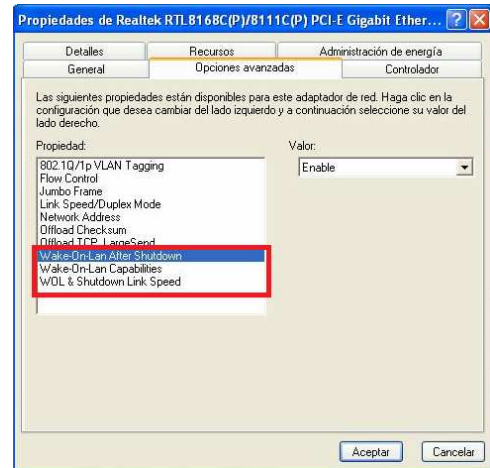 Propiedades de Realtek RTL8168C(P)/8111C(P) PCI-E Gigabit Ether...
Detalles Recursos Administración de energía
General Opciones avanzadas Controlador
Las siguientes propiedades están disponibles para este adaptador de red. Haga clic en la
configuración que desea cambiar del lado izquierdo y a continuación seleccione su valor del
lado derecho.
Propiedad: Valor:
802.1Q/1p VLAN Tagging Enable
Flow Control
Jumbo Frame
Link Speed/Duplex Mode
Network Address
Offload Checksum
Offload TCP_LargeSend
Wake-On-Lan After Shutdown
Wake-On-Lan Capabilities
WOL & Shutdown Link Speed
Aceptar Cancelar